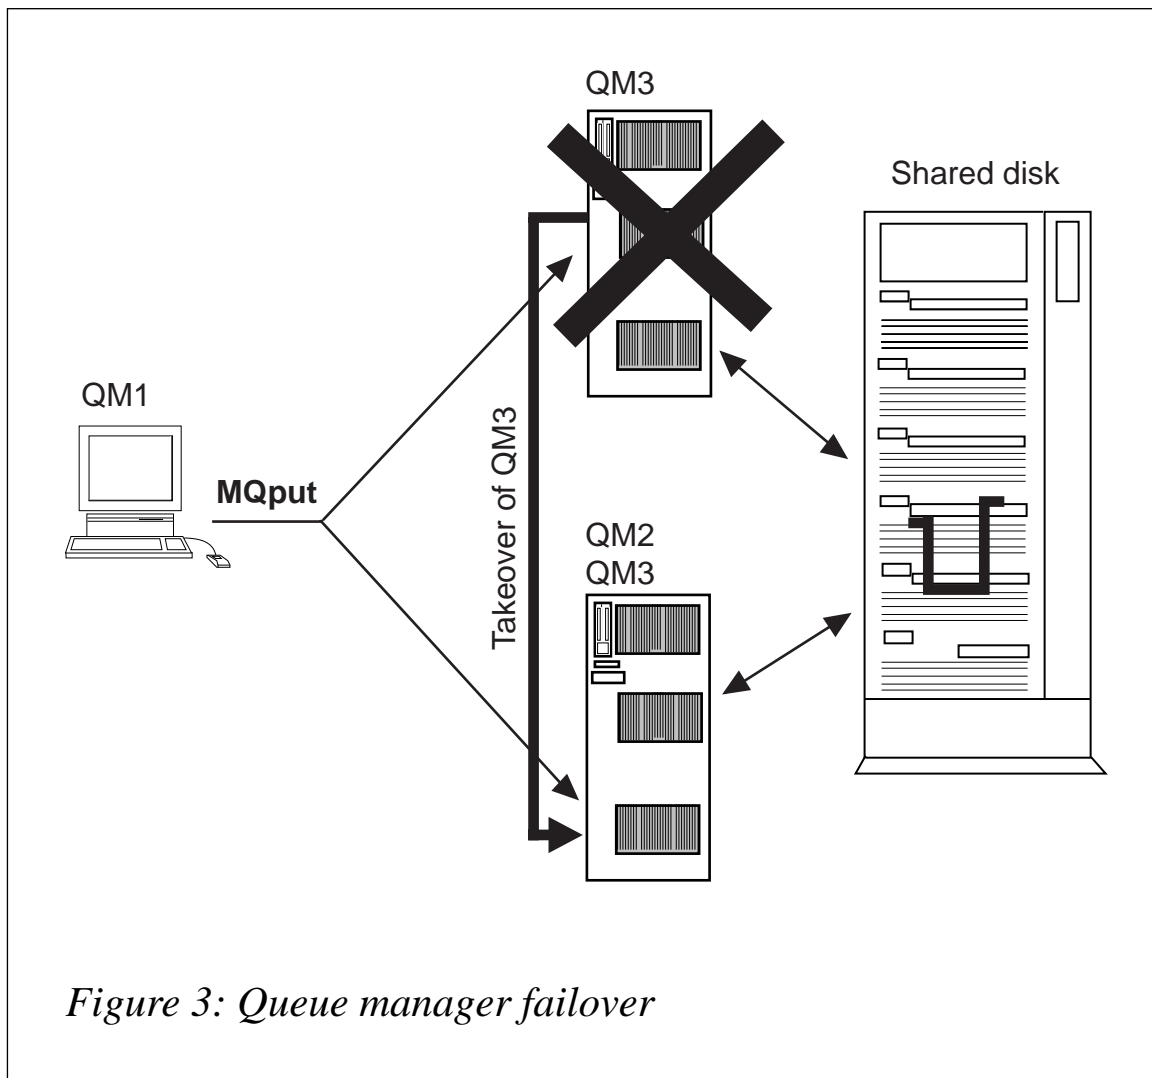 QM3
Shared disk
QM1
MQput
Takeover of QM3
QM2
QM3
Figure 3: Queue manager failover